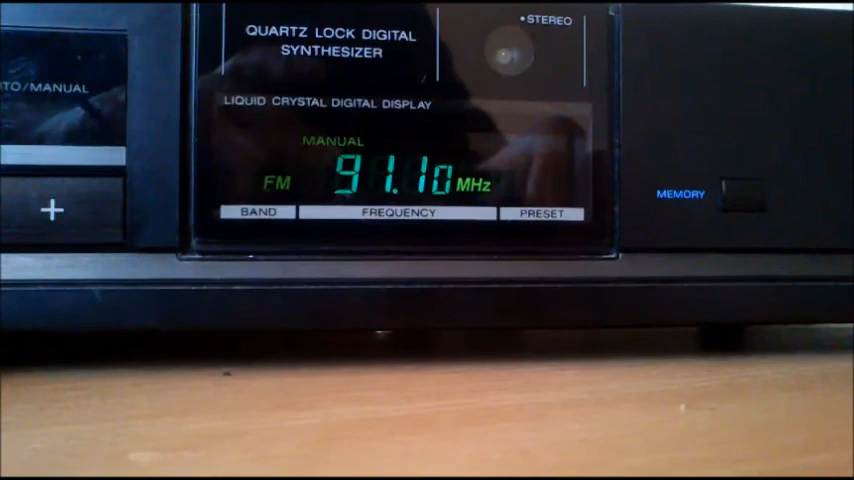 QUARTZ LOCK DIGITAL
SYNTHESIZER
STEREO
TO/MANUAL
LIQUID CRYSTAL DIGITAL DISPLAY
MANUAL
FM 91.10 MHz
BAND FREQUENCY PRESET
MEMORY
+